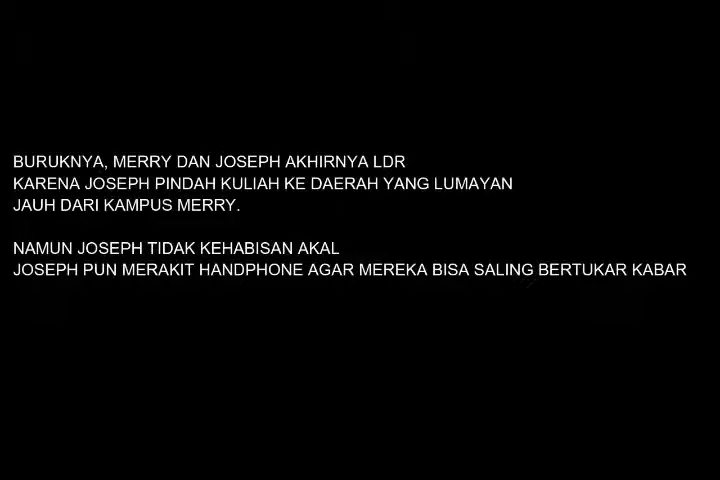 BURUKNYA, MERRY DAN JOSEPH AKHIRNYA LDR
KARENA JOSEPH PINDAH KULIAH KE DAERAH YANG LUMAYAN
JAUH DARI KAMPUS MERRY.
NAMUN JOSEPH TIDAK KEHABISAN AKAL
JOSEPH PUN MERAKIT HANDPHONE AGAR MEREKA BISA SALING BERTUKAR KABAR